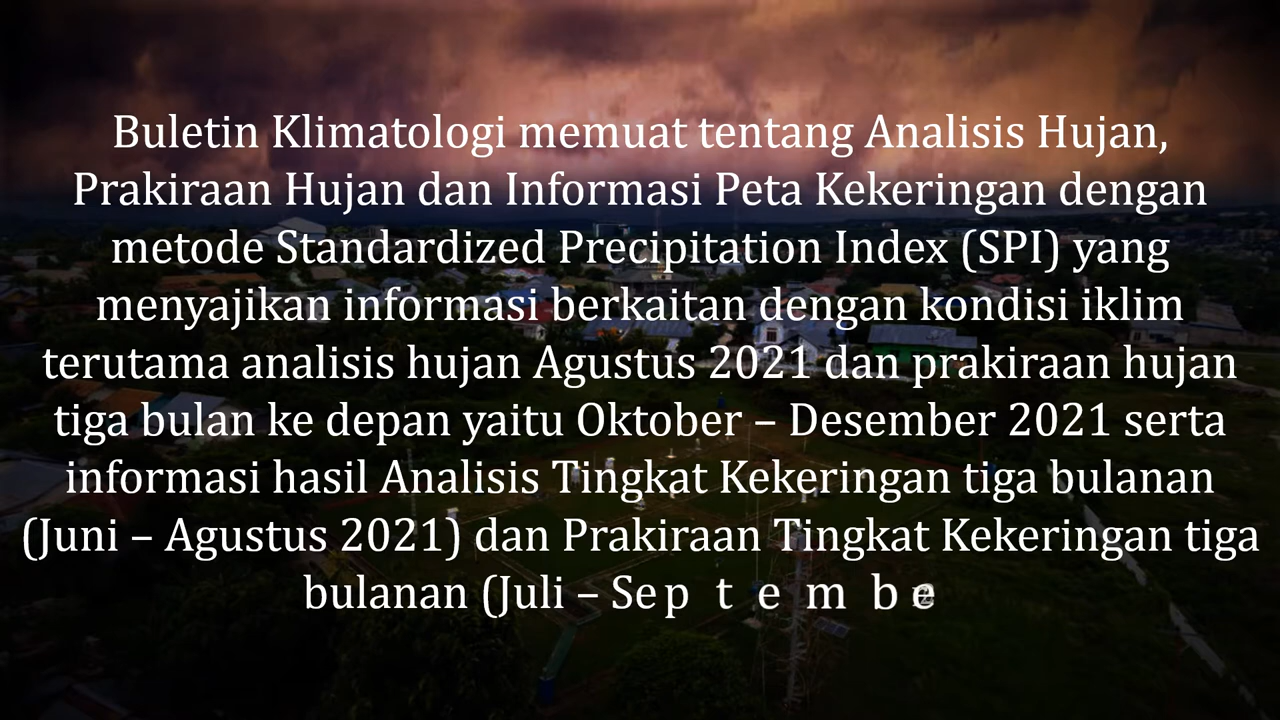 Buletin Klimatologi memuat tentang Analisis Hujan,
Prakiraan Hujan dan Informasi Peta Kekeringan dengan
metode Standardized Precipitation Index (SPI) yang
menyajikan informasi berkaitan dengan kondisi iklim
terutama analisis hujan Agustus 2021 dan prakiraan hujan
tiga bulan ke depan yaitu Oktober – Desember 2021 serta
informasi hasil Analisis Tingkat Kekeringan tiga bulanan
(Juni – Agustus 2021) dan Prakiraan Tingkat Kekeringan tiga
bulanan (Juli – Septembe